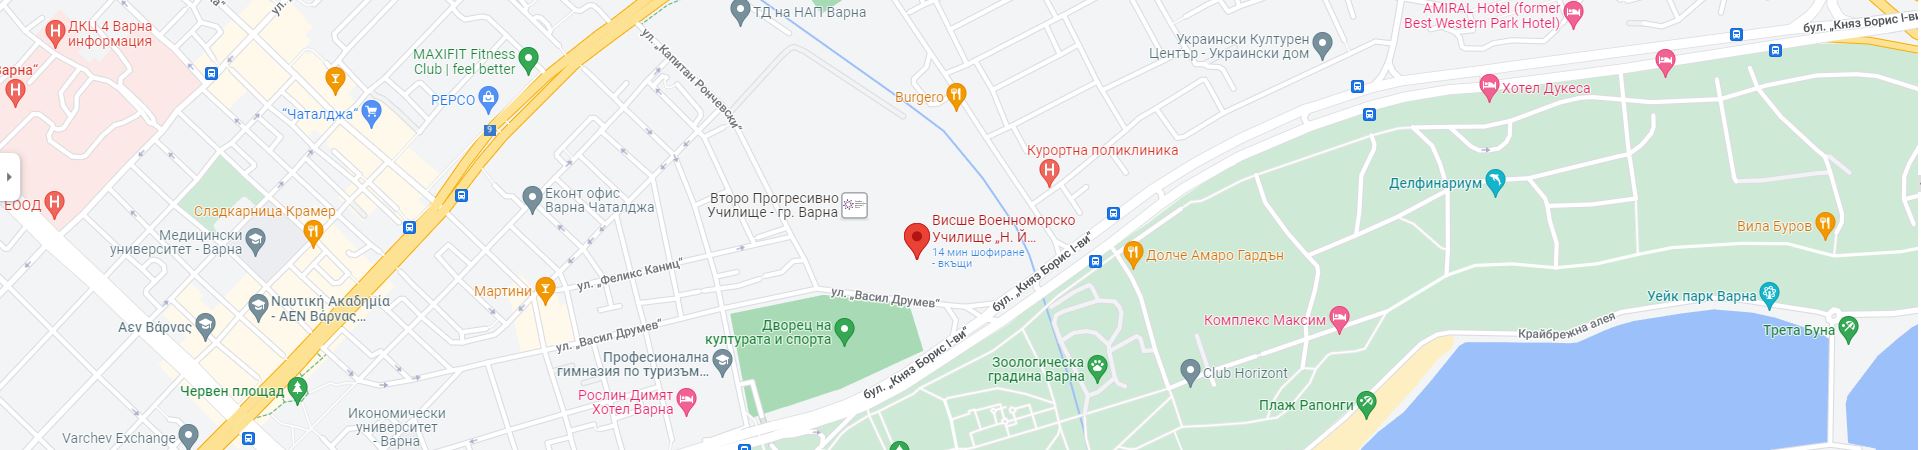 ДКЦ 4 Варна
информация
ТД на НАП Варна
AMIRAL Hotel (former
Best Western Park Hotel)
бул. „Княз Борис I-ви
ул. „Капитан Рончевски“
MAXIFIT Fitness
Club | feel better
Украински Културен
Център - Украински дом
Варна“
PEPCO
Burgero
Хотел Дукеса
“Чаталджа“
9
Курортна поликлиника
Делфинариум
Еконт офис
Варна Чаталджа
Второ Прогресивно
Училище - гр. Варна
ЕООД
Сладкарница Крамер
Висше Военноморско
Училище „Н. Й...
14 мин шофиране
- вкъщи
Вила Буров
Медицински
университет - Варна
бул. „Княз Борис I-ви“
Долче Амаро Гардън
ул. „Феликс Каниц“
Мартини
ул. „Васил Друмев“
Уейк парк Варна
Ναυτική Ακαδημία
- ΑΕΝ Βάρνας...
Αεν Βάρνας
Дворец на
културата и спорта
Комплекс Максим
Крайбрежна алея
Трета Буна
ул. „Васил Друмев“
Професионална
гимназия по туризъм...
бул. „Княз Борис I-ви“
Зоологическа
градина Варна
Club Horizont
Червен площад
Рослин Димят
Хотел Варна
Плаж Рапонги
Икономически
университет
- Варна
Varchev Exchange